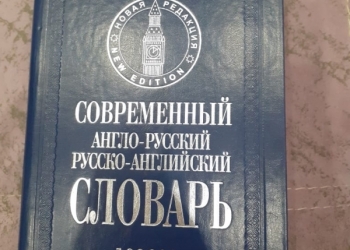 НОВАЯ РЕДАКЦИЯ
NEW EDITION
СОВРЕМЕННЫЙ
АНГЛО-РУССКИЙ
РУССКО-АНГЛИЙСКИЙ
СЛОВАРЬ